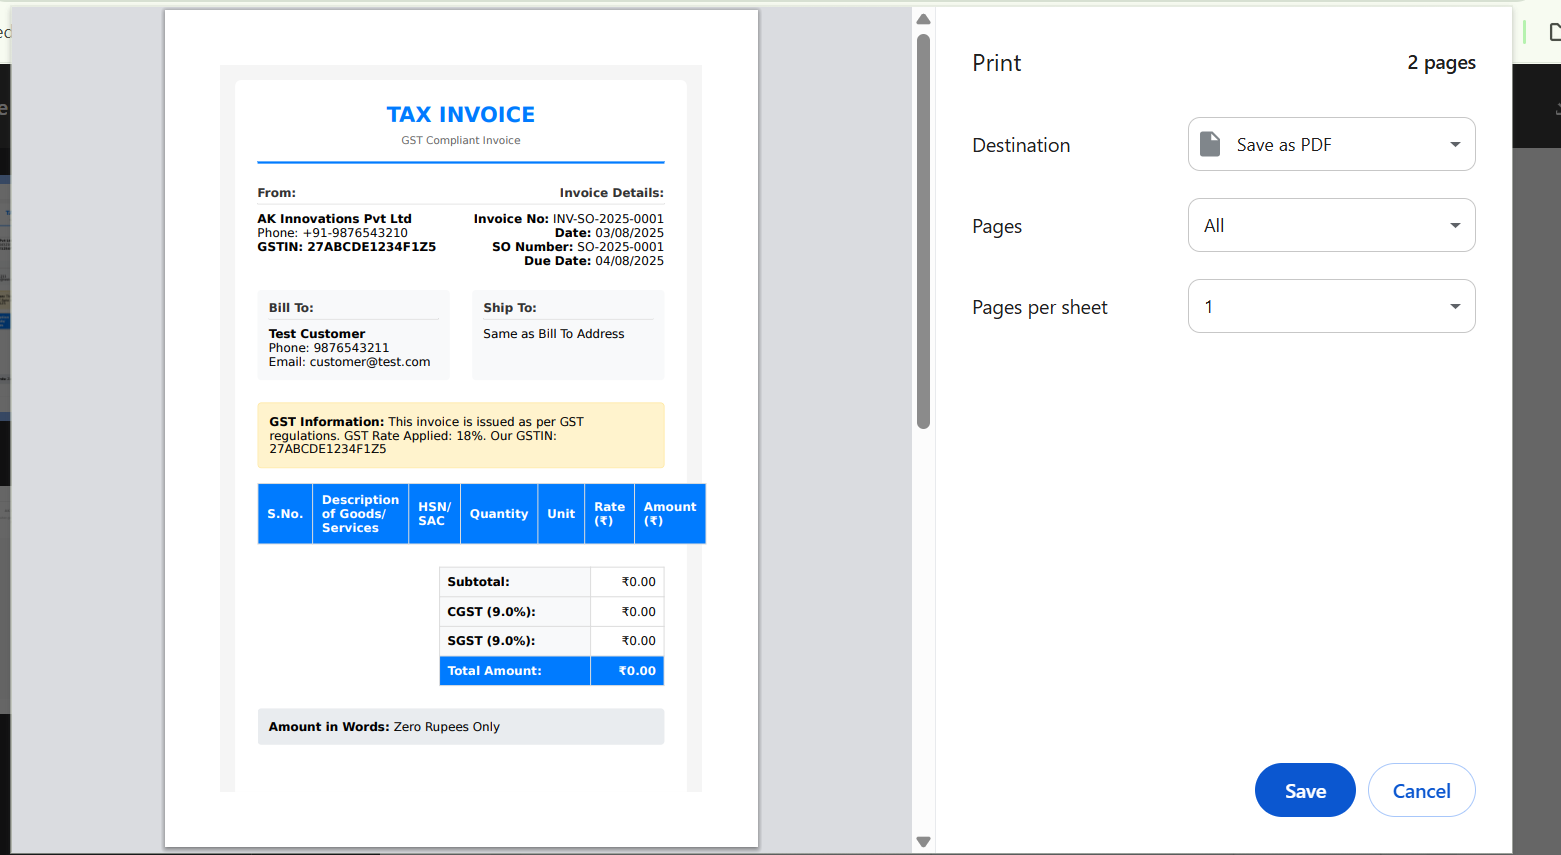 Print
2 pages
Destination
Save as PDF
Pages
All
Pages per sheet
1
Save
Cancel
TAX INVOICE
GST Compliant Invoice
From:
AK Innovations Pvt Ltd
Phone: +91-9876543210
GSTIN: 27ABCDE1234F1Z5
Invoice Details:
Invoice No: INV-SO-2025-0001
Date: 03/08/2025
SO Number: SO-2025-0001
Due Date: 04/08/2025
Bill To:
Test Customer
Phone: 9876543211
Email: customer@test.com
Ship To:
Same as Bill To Address
GST Information: This invoice is issued as per GST
regulations. GST Rate Applied: 18%. Our GSTIN:
27ABCDE1234F1Z5
S.No.
Description
of Goods/
Services
HSN/
SAC
Quantity
Unit
Rate
(₹)
Amount
(₹)
Subtotal: ₹0.00
CGST (9.0%): ₹0.00
SGST (9.0%): ₹0.00
Total Amount: ₹0.00
Amount in Words: Zero Rupees Only